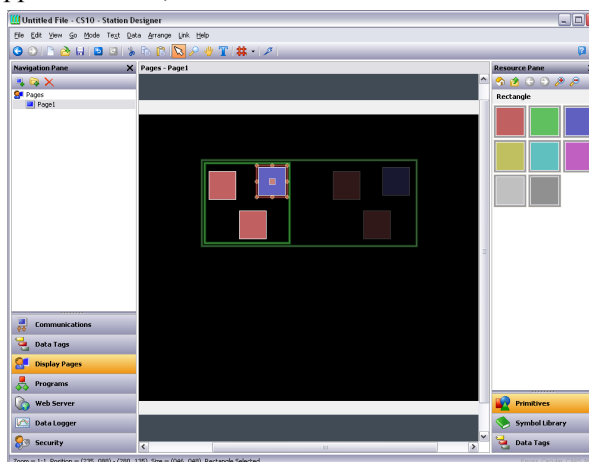 Untitled File - CS10 - Station Designer
File Edit View Go Mode Text Data Arrange Link Help
Navigation Pane
Pages
Page1
Communications
Data Tags
Display Pages
Programs
Web Server
Data Logger
Security
Pages - Page1
Resource Pane
Rectangle
Primitives
Symbol Library
Data Tags